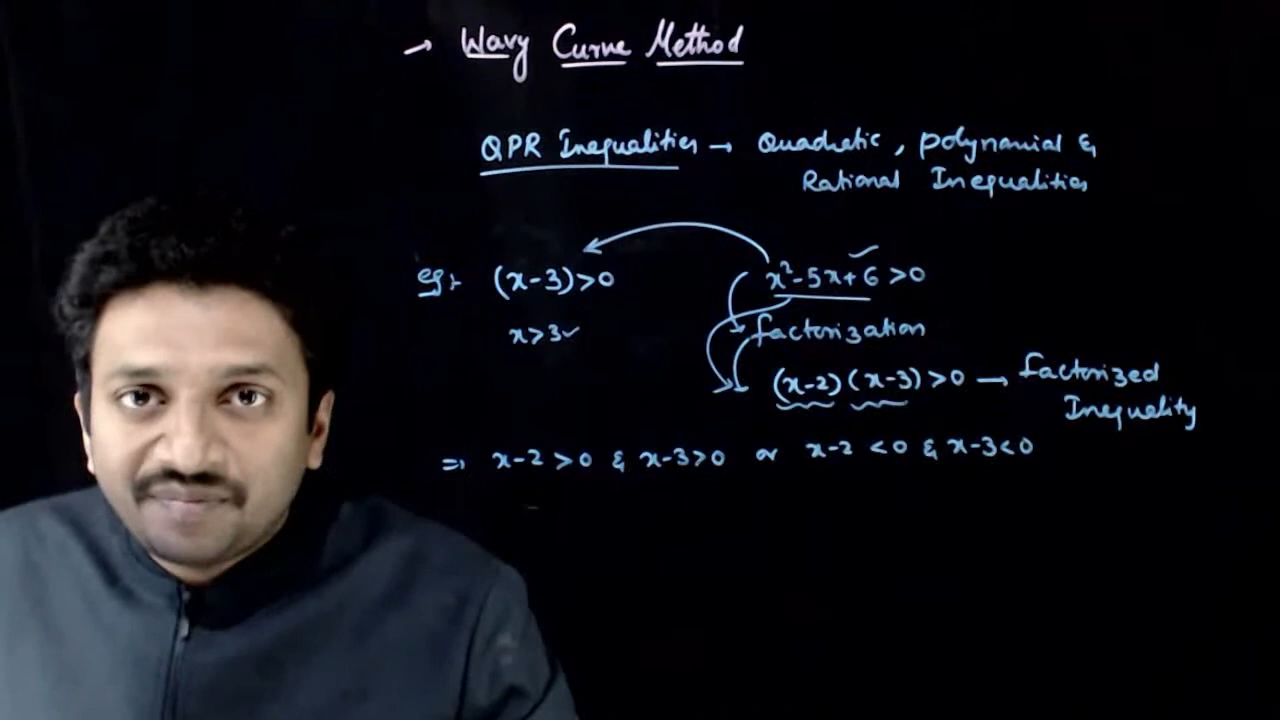 → Wavy Curve Method
QPR Inequalities → Quadratic, polynomial &
Rational Inequalities
eg: (x-3)>0 x²-5x+6>0
x>3✓ factorization
(x-2)(x-3)>0 → factorized
Inequality
⇒ x-2>0 & x-3>0 or x-2<0 & x-3<0